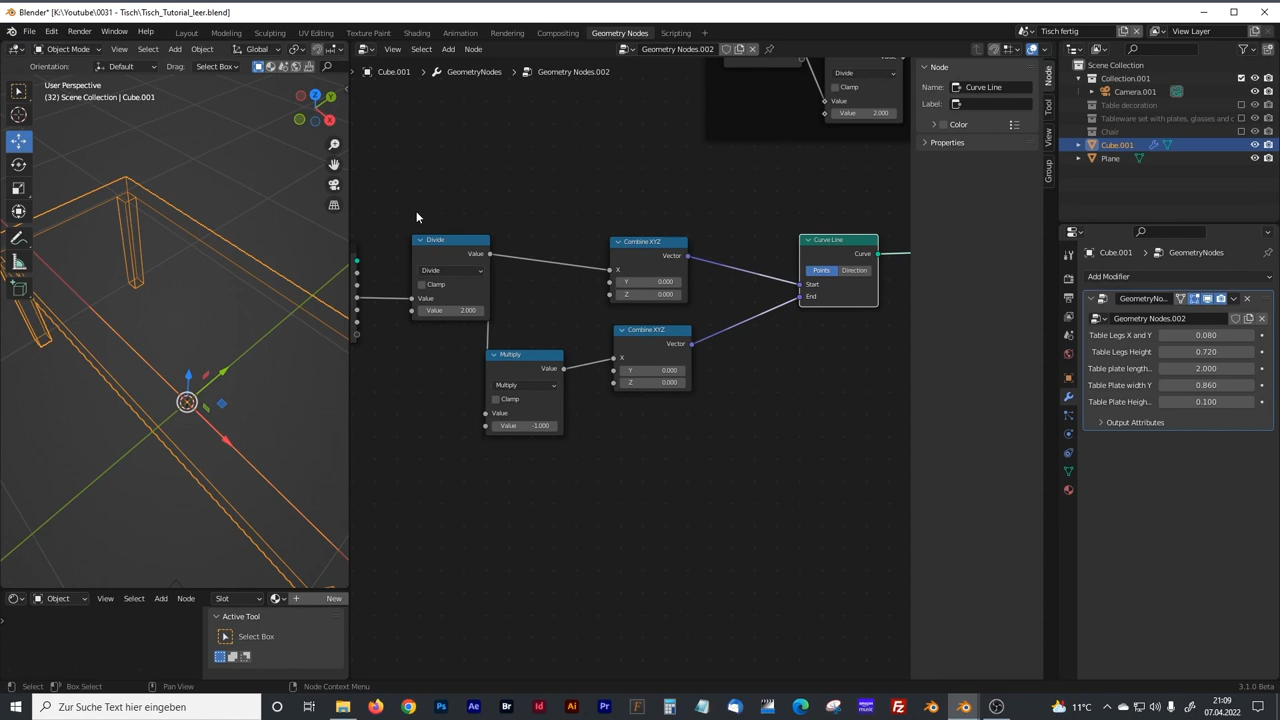 Blender* [K:\Youtube\0031 - Tisch\Tisch_Tutorial_leer.blend]
File Edit Render Window Help Layout Modeling Sculpting UV Editing Texture Paint Shading Animation Rendering Compositing Geometry Nodes Scripting Tisch fertig View Layer
Object Mode View Select Add Object Global View Select Add Node Geometry Nodes.002
Orientation: Default Drag: Select Box Cube.001 GeometryNodes Geometry Nodes.002
User Perspective
(32) Scene Collection | Cube.001
Divide
Clamp
Value
Value 2.000
Divide
Value
Divide
Clamp
Value
Value 2.000
Multiply
Value
Multiply
Clamp
Value
Value -1.000
Combine XYZ
Vector
X
Y 0.000
Z 0.000
Combine XYZ
Vector
X
Y 0.000
Z 0.000
Curve Line
Curve
Points Direction
Start
End
Node
Name: Curve Line
Label:
Color
Properties
Node
Tool
View
Group
Scene Collection
Collection.001
Camera.001
Table decoration
Tableware set with plates, glasses and c
Chair
Cube.001
Plane
Cube.001 GeometryNodes
Add Modifier
GeometryNo...
Geometry Nodes.002
Table Legs X and Y 0.080
Table Legs Height 0.720
Table plate length... 2.000
Table Plate width Y 0.860
Table Plate Heigh... 0.100
Output Attributes
Object View Select Add Node Slot New
Active Tool
Select Box
Select Box Select Pan View Node Context Menu 3.1.0 Beta
Zur Suche Text hier eingeben
11°C
21:09
07.04.2022